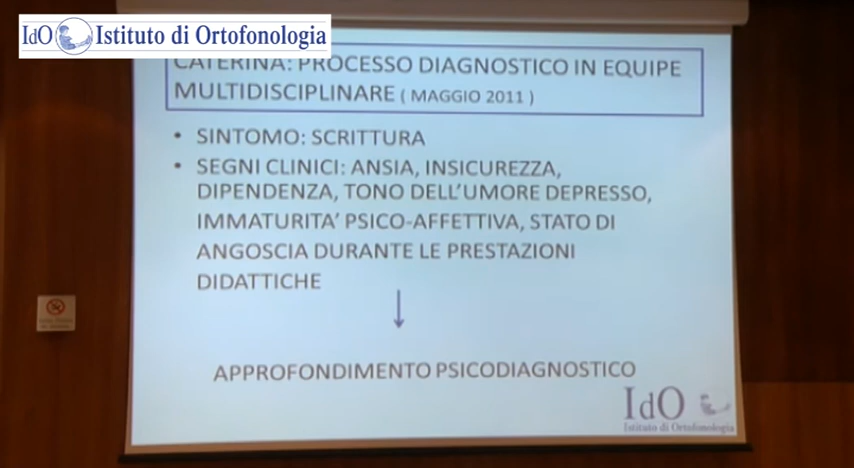 IdO Istituto di Ortofonologia
CATERINA: PROCESSO DIAGNOSTICO IN EQUIPE
MULTIDISCIPLINARE ( MAGGIO 2011 )
• SINTOMO: SCRITTURA
• SEGNI CLINICI: ANSIA, INSICUREZZA,
DIPENDENZA, TONO DELL'UMORE DEPRESSO,
IMMATURITA' PSICO-AFFETTIVA, STATO DI
ANGOSCIA DURANTE LE PRESTAZIONI
DIDATTICHE
APPROFONDIMENTO PSICODIAGNOSTICO
IdO
Istituto di Ortofonologia